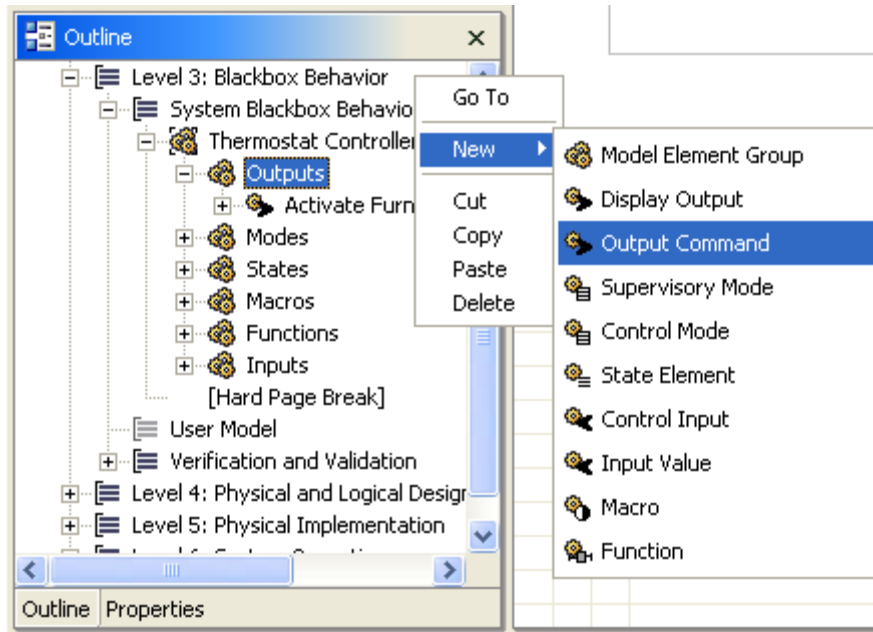 Outline
Level 3: Blackbox Behavior
System Blackbox Behavio
Thermostat Controller
Outputs
Activate Furn
Modes
States
Macros
Functions
Inputs
[Hard Page Break]
User Model
Verification and Validation
Level 4: Physical and Logical Design
Level 5: Physical Implementation
Outline
Properties
Go To
New
Cut
Copy
Paste
Delete
Model Element Group
Display Output
Output Command
Supervisory Mode
Control Mode
State Element
Control Input
Input Value
Macro
Function